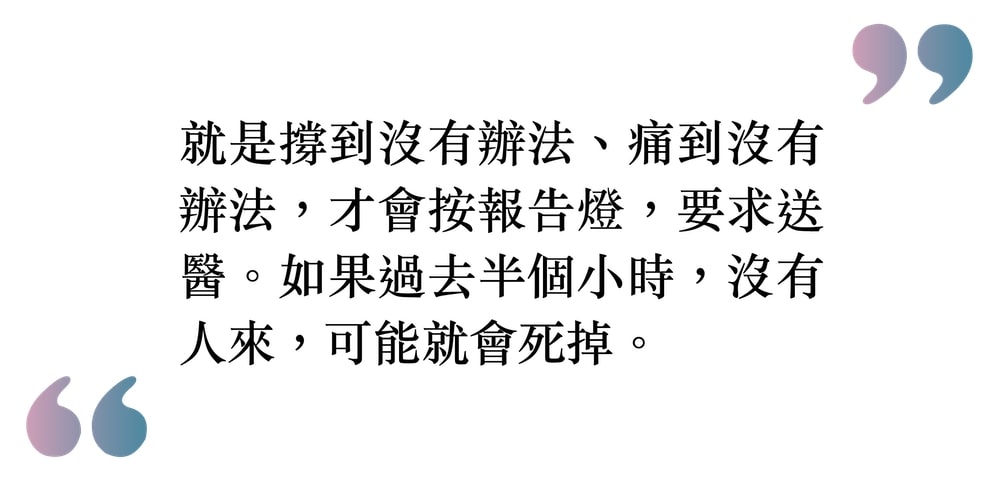 就是撐到沒有辦法、痛到沒有
辦法，才會按報告燈，要求送
醫。如果過去半個小時，沒有
人來，可能就會死掉。